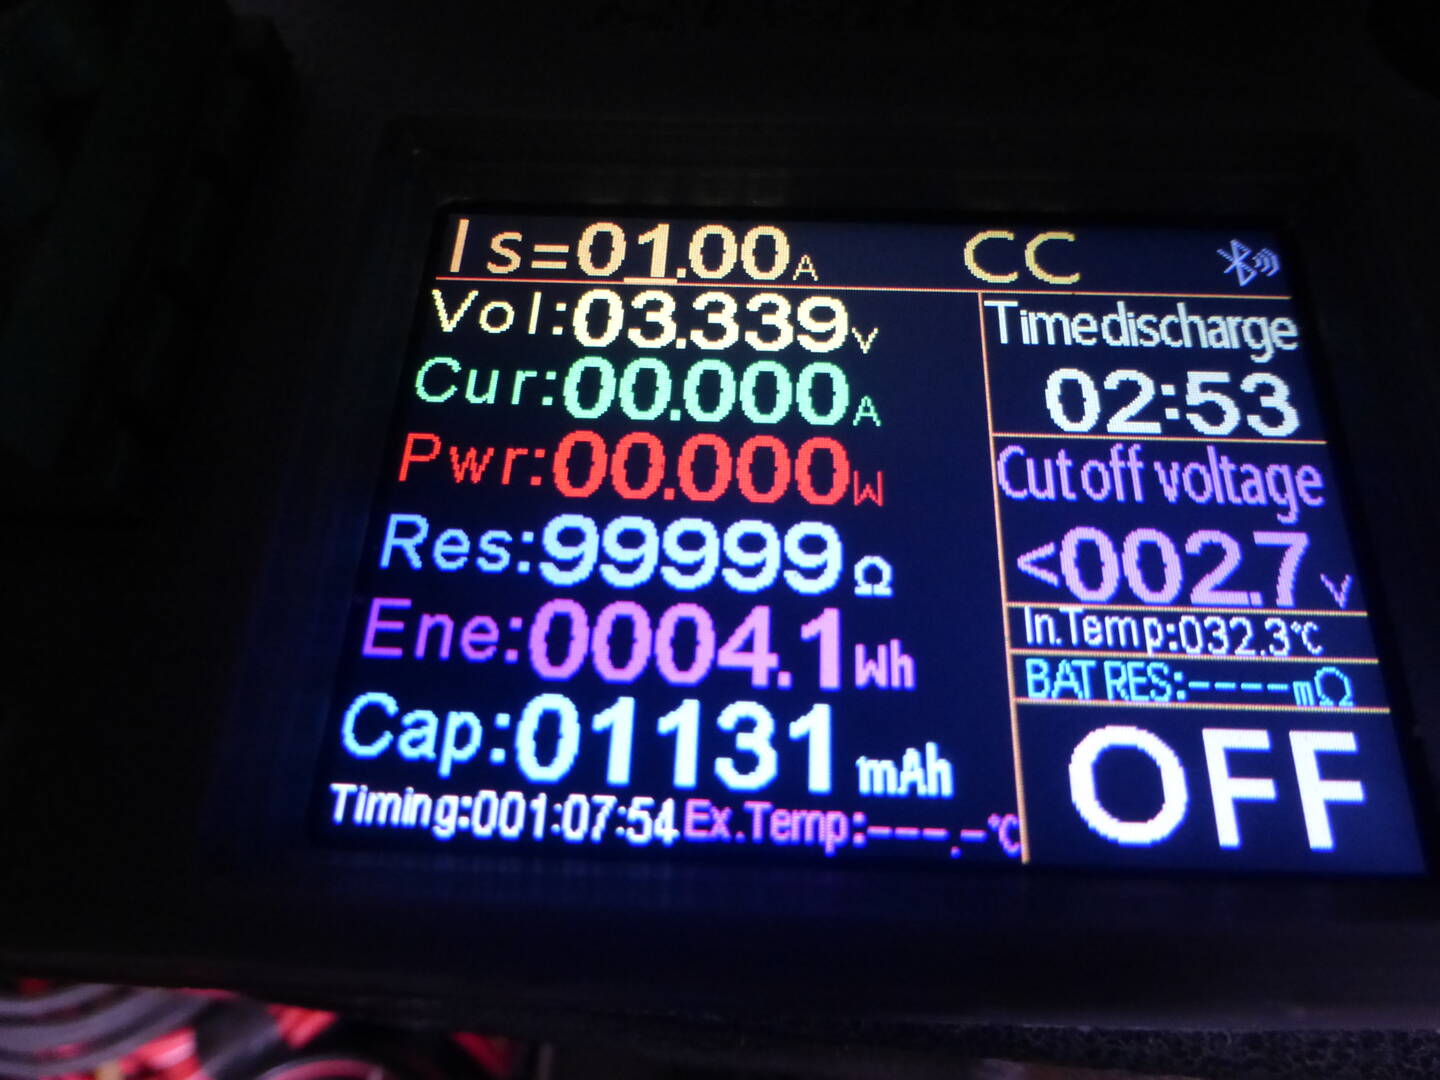 Is=01.00A CC
Vol:03.339V
Cur:00.000A
Pwr:00.000W
Res:99999Ω
Ene:0004.1Wh
Cap:01131mAh
Timing:001:07:54 Ex.Temp:---.-℃
Time discharge
02:53
Cutoff voltage
<002.7V
In.Temp:032.3℃
BAT RES:----mΩ
OFF